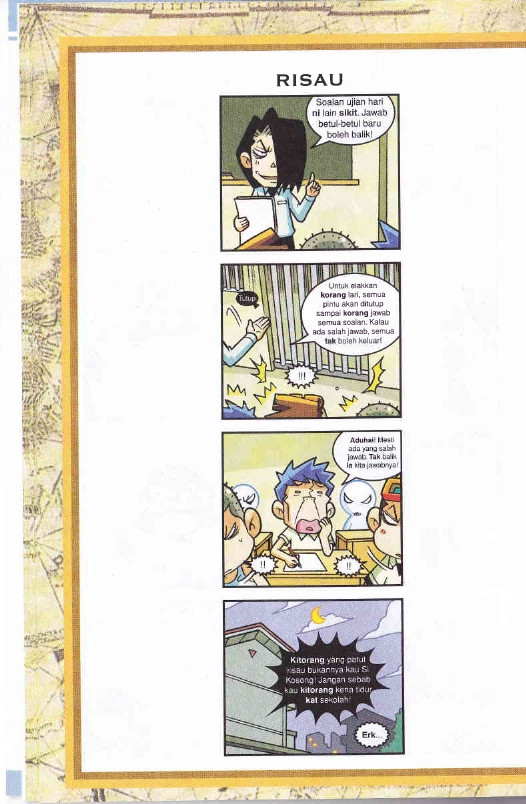 RISAU
Soalan ujian hari
ni lain sikit. Jawab
betul-betul baru
boleh balik!
Tutup
Untuk elakkan
korang lari, semua
pintu akan ditutup
sampai korang jawab
semua soalan. Kalau
ada salah jawab, semua
tak boleh keluar!
!!!
Aduhai! Mesti
ada yang salah
jawab. Tak balik
la kita jawabnya!
!!
!!
Kitorang yang patut
risau bukannya kau Si
Kosong! Jangan sebab
kau kitorang kena tidur
kat sekolah!
Erk...